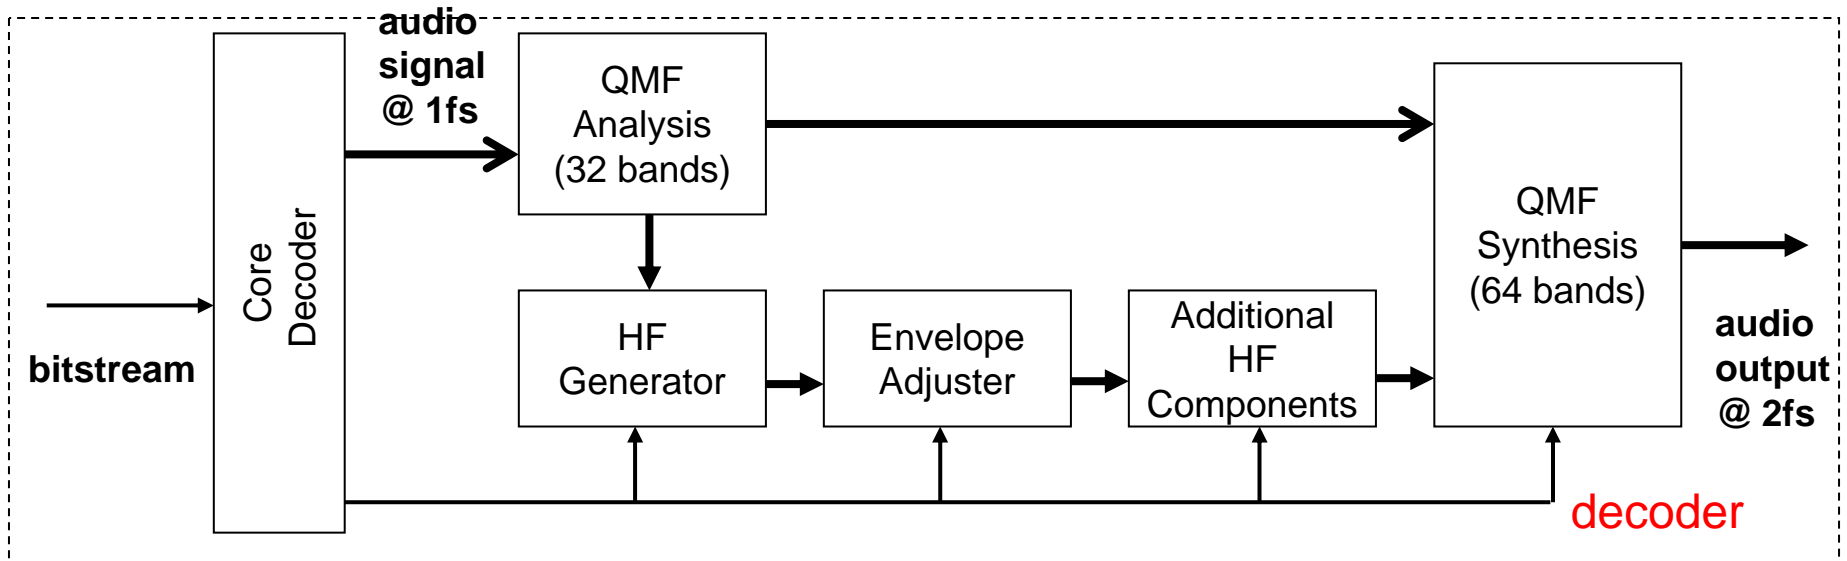 audio
signal
@ 1fs
QMF
Analysis
(32 bands)
QMF
Synthesis
(64 bands)
Core
Decoder
bitstream
HF
Generator
Envelope
Adjuster
Additional
HF
Components
audio
output
@ 2fs
decoder